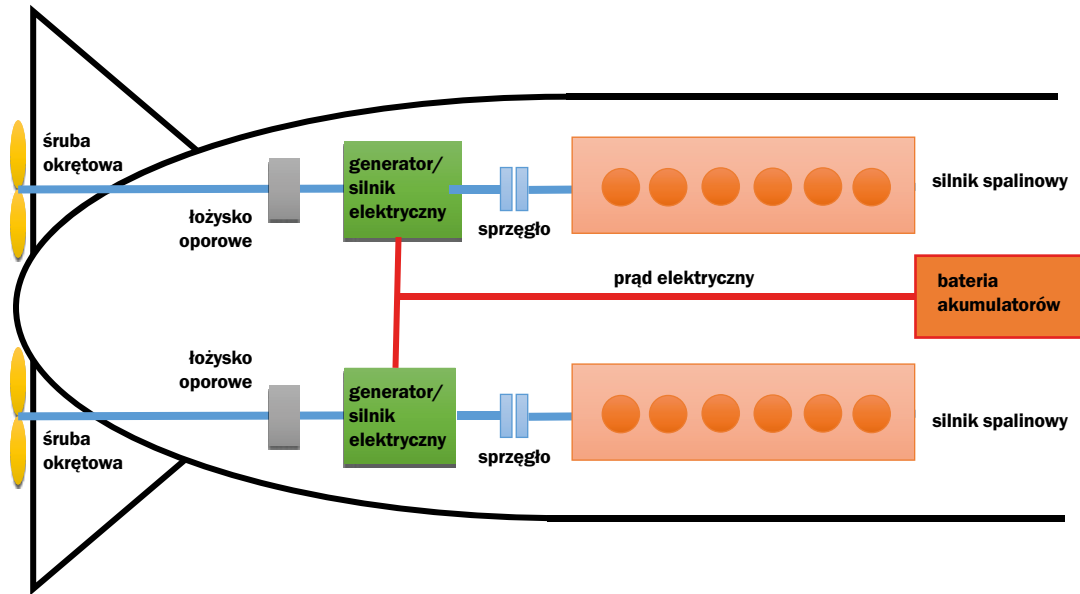 śruba
okrętowa
łożysko
oporowe
generator/
silnik
elektryczny
sprzęgło
silnik spalinowy
prąd elektryczny
bateria
akumulatorów
łożysko
oporowe
generator/
silnik
elektryczny
sprzęgło
silnik spalinowy
śruba
okrętowa